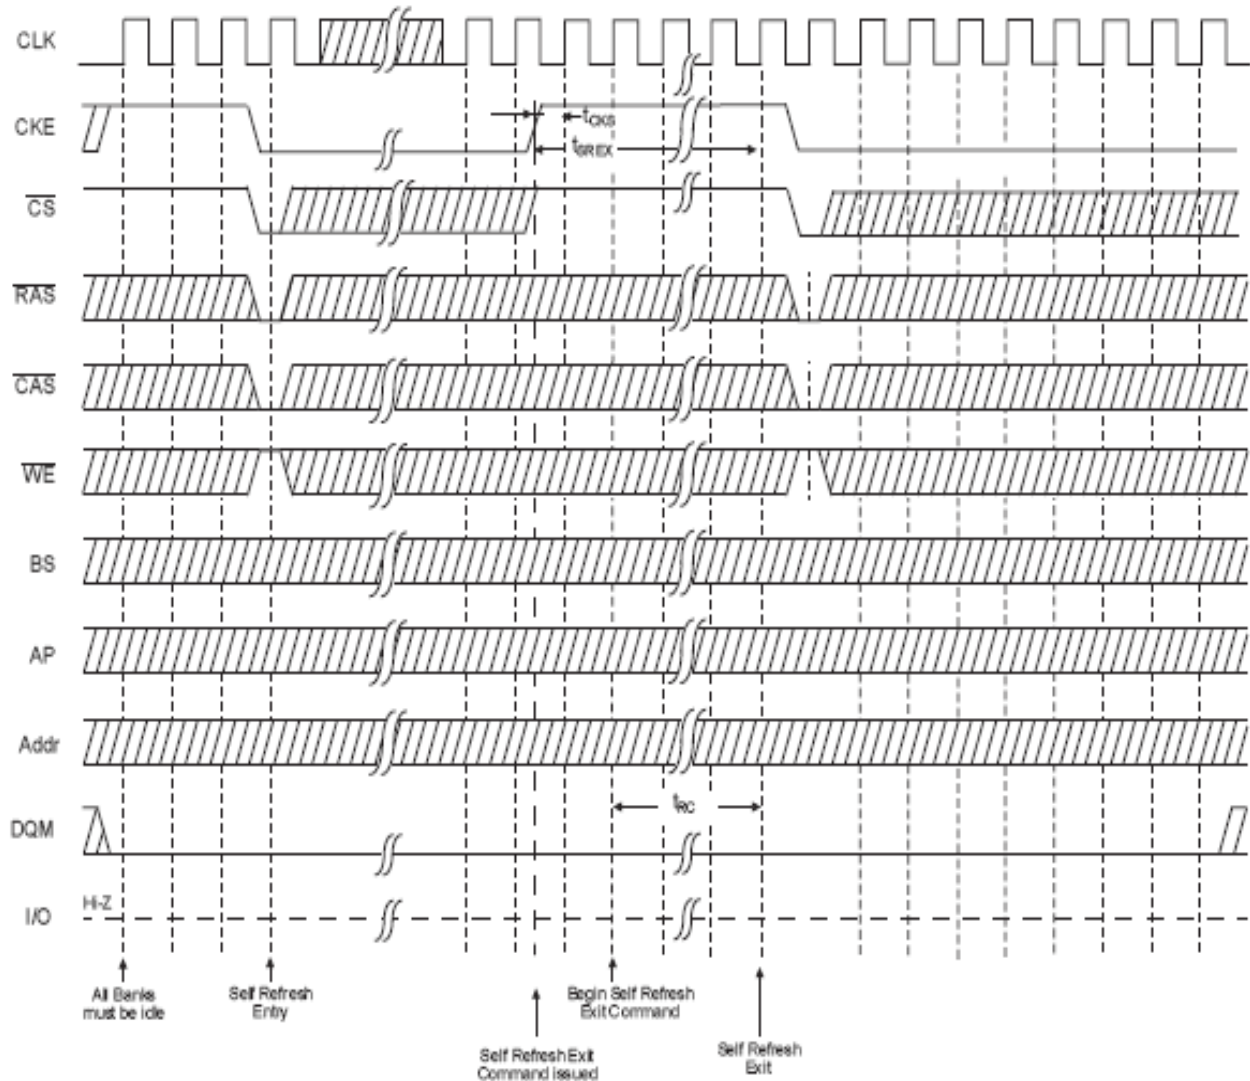 CLK
CKE
tCKS
tSREX
CS
RAS
CAS
WE
BS
AP
Addr
tRC
DQM
Hi-Z
I/O
All Banks
must be idle
Self Refresh
Entry
Self Refresh Exit
Command issued
Begin Self Refresh
Exit Command
Self Refresh
Exit